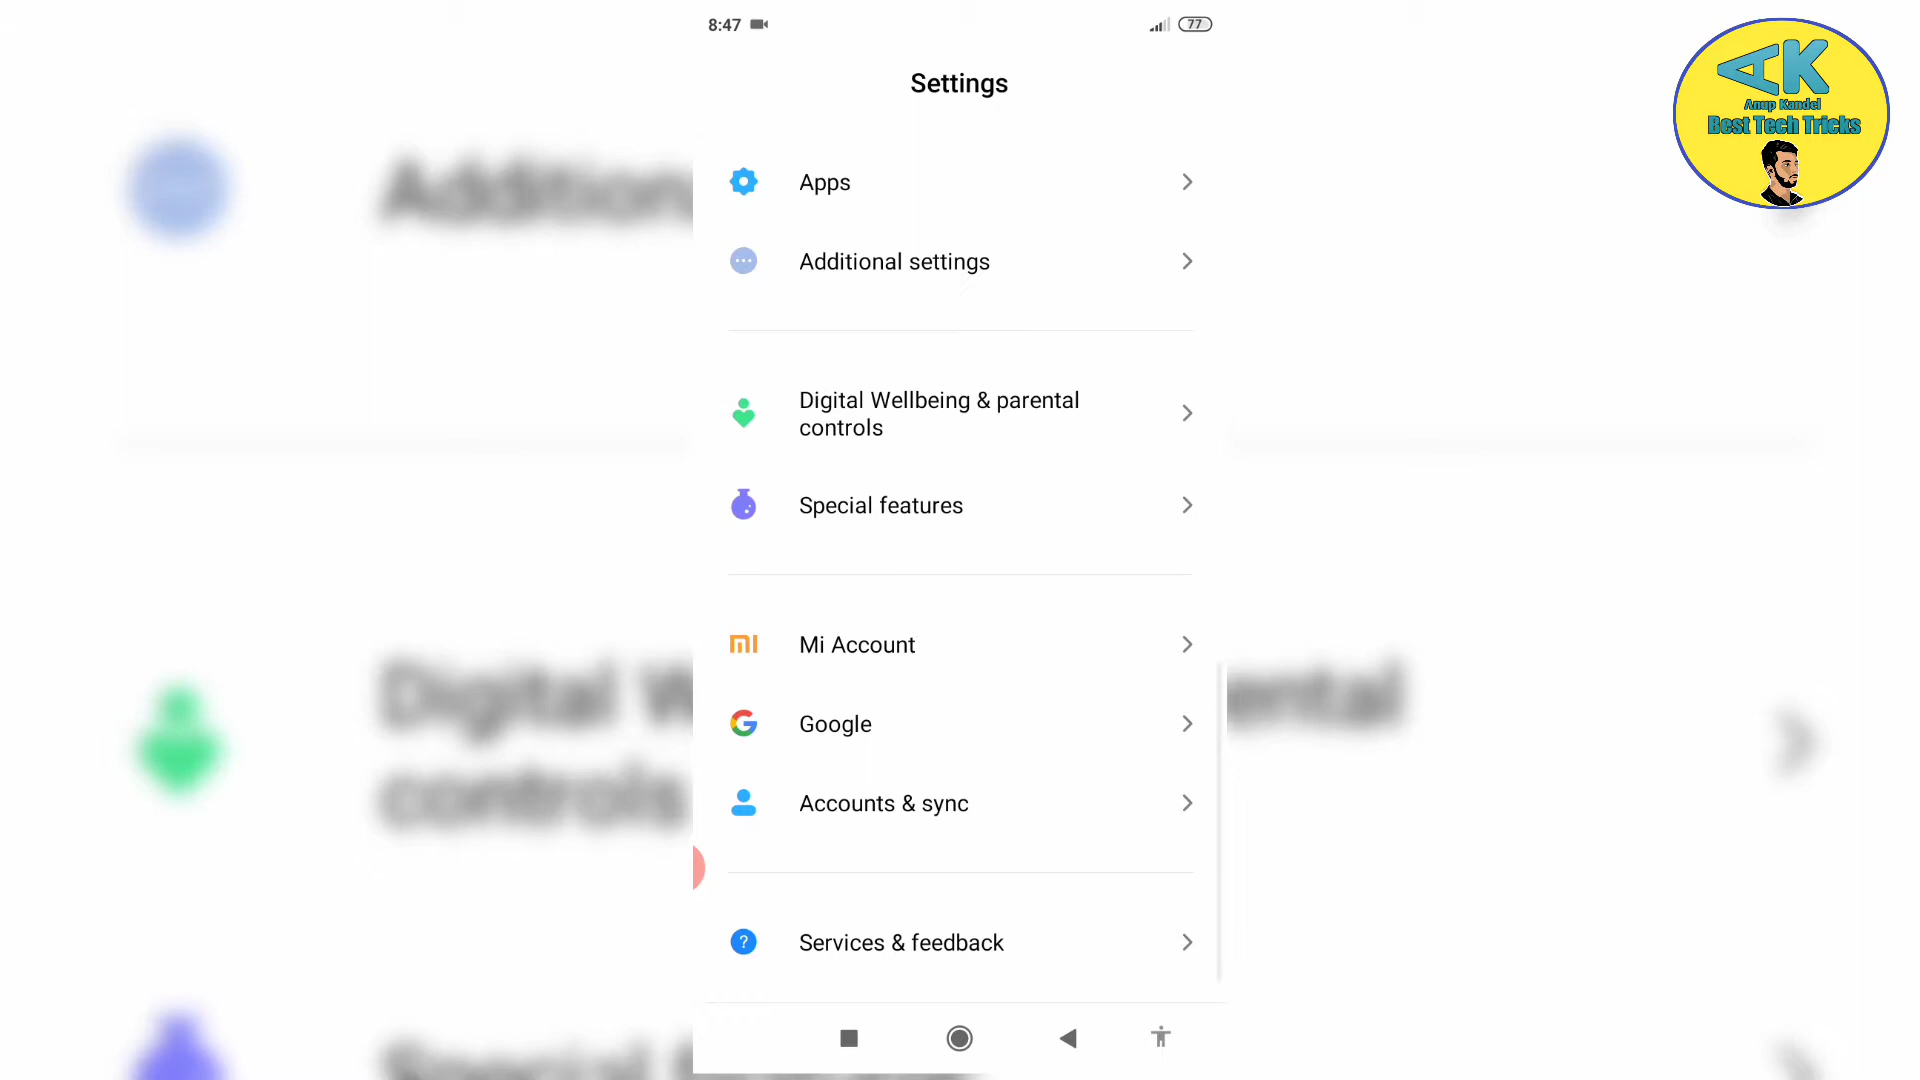 8:47
77
AK
Anup Kandel
Best Tech Tricks
Settings
Apps
Additional settings
Digital Wellbeing & parental
controls
Special features
Mi Account
Google
Accounts & sync
?
Services & feedback